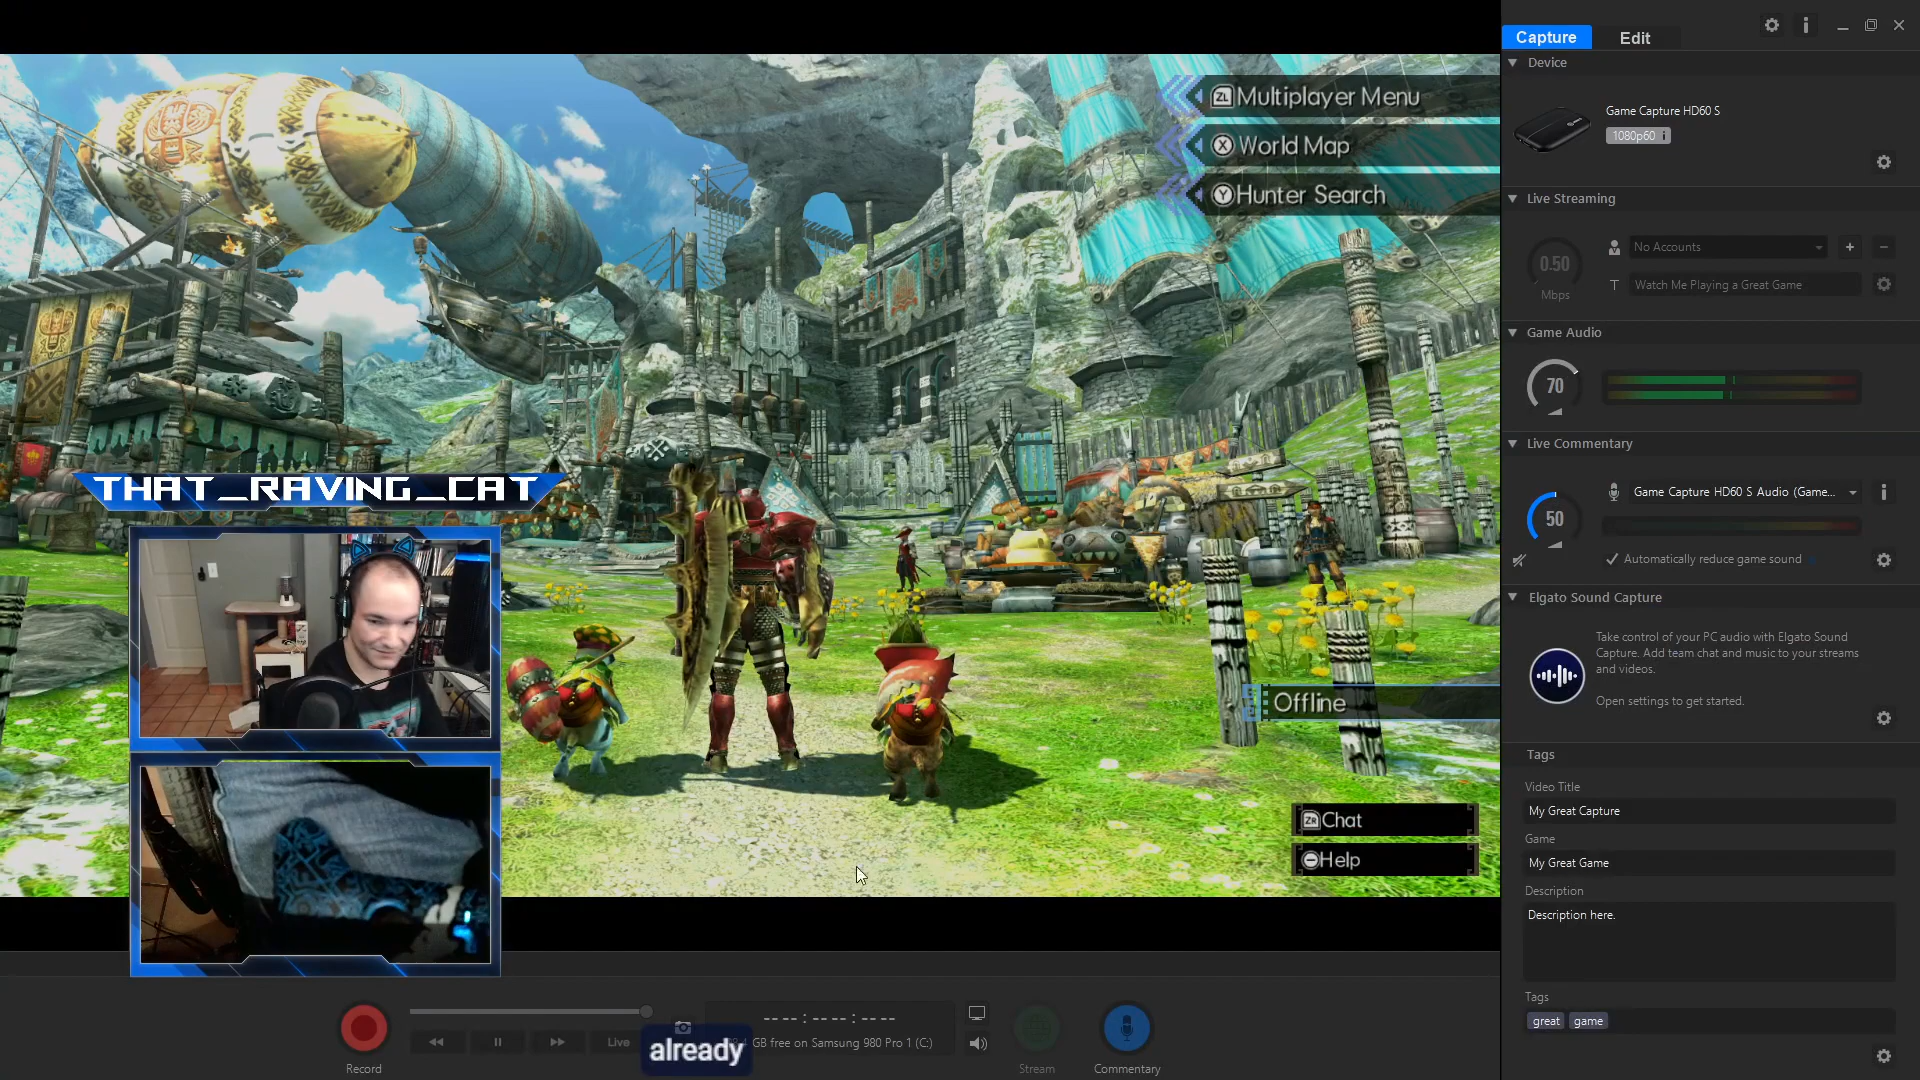 Capture
Edit
Device
Game Capture HD60 S
1080p60 i
Live Streaming
0.50
Mbps
No Accounts
T
Watch Me Playing a Great Game
Game Audio
70
Live Commentary
50
Game Capture HD60 S Audio (Game...
Automatically reduce game sound
Elgato Sound Capture
Take control of your PC audio with Elgato Sound
Capture. Add team chat and music to your streams
and videos.
Open settings to get started.
Tags
Video Title
My Great Capture
Game
My Great Game
Description
Description here.
Tags
great game
ZL Multiplayer Menu
X World Map
Y Hunter Search
THAT_RAVING_CAT
Offline
ZR Chat
Help
-- -- : -- -- : -- --
Live
already
GB free on Samsung 980 Pro 1 (C:)
Record
Stream
Commentary